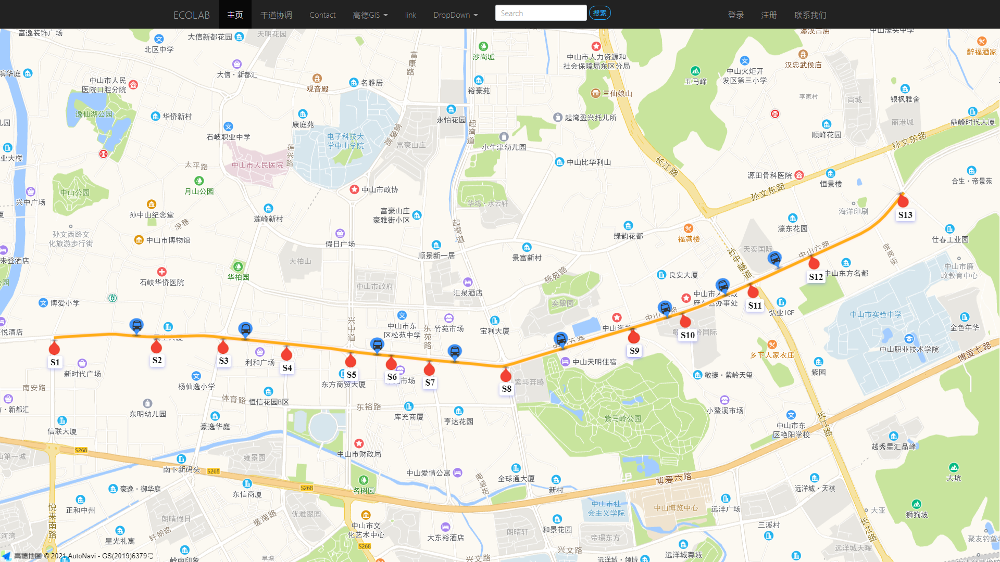 ECOLAB 主页 干道协调 Contact 高德GIS link DropDown Search 搜索 登录 注册 联系我们
富逸装饰广场
大信新都花园
天明花园
北区中学
沙岗墟
中山市人力资源和
社会保障局东区分局
濠溪古庙
中山濠头中学
醉福酒家
汉忠武侯庙
中山火炬开
发区第三小学
五马峰
富康路
大信·新都汇
滨华庭
中山市人民
医院口腔分院
观音殿
名雅居
裕豪苑
三仙娘山
李家村
尚城
银枫雅舍
逸仙湖公园
华侨新村
康庭苑
永怡花园
起湾道
起湾盈兴托儿所
丽港城
鼎峰时代大厦
石岐职业中学
电子科技大
学中山学院
富康路
富豪山庄
小牛津幼儿园
顺峰花园
孙文东路
业大楼
莲兴路
太平路
中山市人民医院
中山比华利山
长江路
源田骨科医院
恒景楼
合生·帝景苑
中山公园
月山公园
中山市政协
华鸿·水云轩
孙文东路
兴中广场
孙中山纪念堂
莲峰新村
富豪山庄
豪雅街小区
海洋印刷
S13
深巷
起湾道
绿韵花都
福满楼
濠东花园
仕春工业园
孙文西路文
化旅游步行街
中山市博物馆
假日广场
顺景新一居
景富新村
天奕国际
中山六路
宝岗街
来登酒店
大柏山
孙中隧道
中山市廉
政教育中心
石岐华侨医院
华柏园
中山市政府
汇泉酒店
桃苑路
良安大厦
S12
中山东方名都
博爱小学
奕翠园
S11
弘业ICF
中山市实验中学
金色年华
兴中道
中山市东
区松苑中学
东苑路
竹苑市场
宝利大厦
S10
中山职业技术学院
S1
S2
S3
S4
S5
S6
S7
S8
S9
新时代广场
利和广场
中山天明住宿
乡下人家农庄
博爱七路
南安路
杨仙逸小学
东方商贸大厦
紫马奔腾
敏捷·紫岭天玺
紫园
体育路
恒信花园B区
东裕路
东明幼儿园
库充商厦
亨达花园
紫马岭公园
小鳌溪市场
信联大厦
豪逸华庭
中山市东
区艳阳学校
长江路
越秀星汇品峰
S268
中山市财政局
雍景园
南下新码头
S268
中山爱情公寓
南盛街
全球通大厦
博爱六路
大坑
豪逸·御华庭
东信商厦
S268
名树园
新村
远洋城·天祺
正和中州
悦来南路
朗晴假日
槎南路
优雅翠园
中山市文
化艺术中心
中山市社
会主义学院
中山博览中心
远洋广场
大亚
狮狗坡
星光礼寓
轩朗路
大东裕酒店
朗晴轩
和景花园
帝璟东方
三溪村
长江路
聚友钓鱼
S268
兴文路
远洋城尊域
远洋城天曜
高德地图 © 2021 AutoNavi - GS(2019)6379号
岭南印象
旱塘
兴文路
远洋城·领域